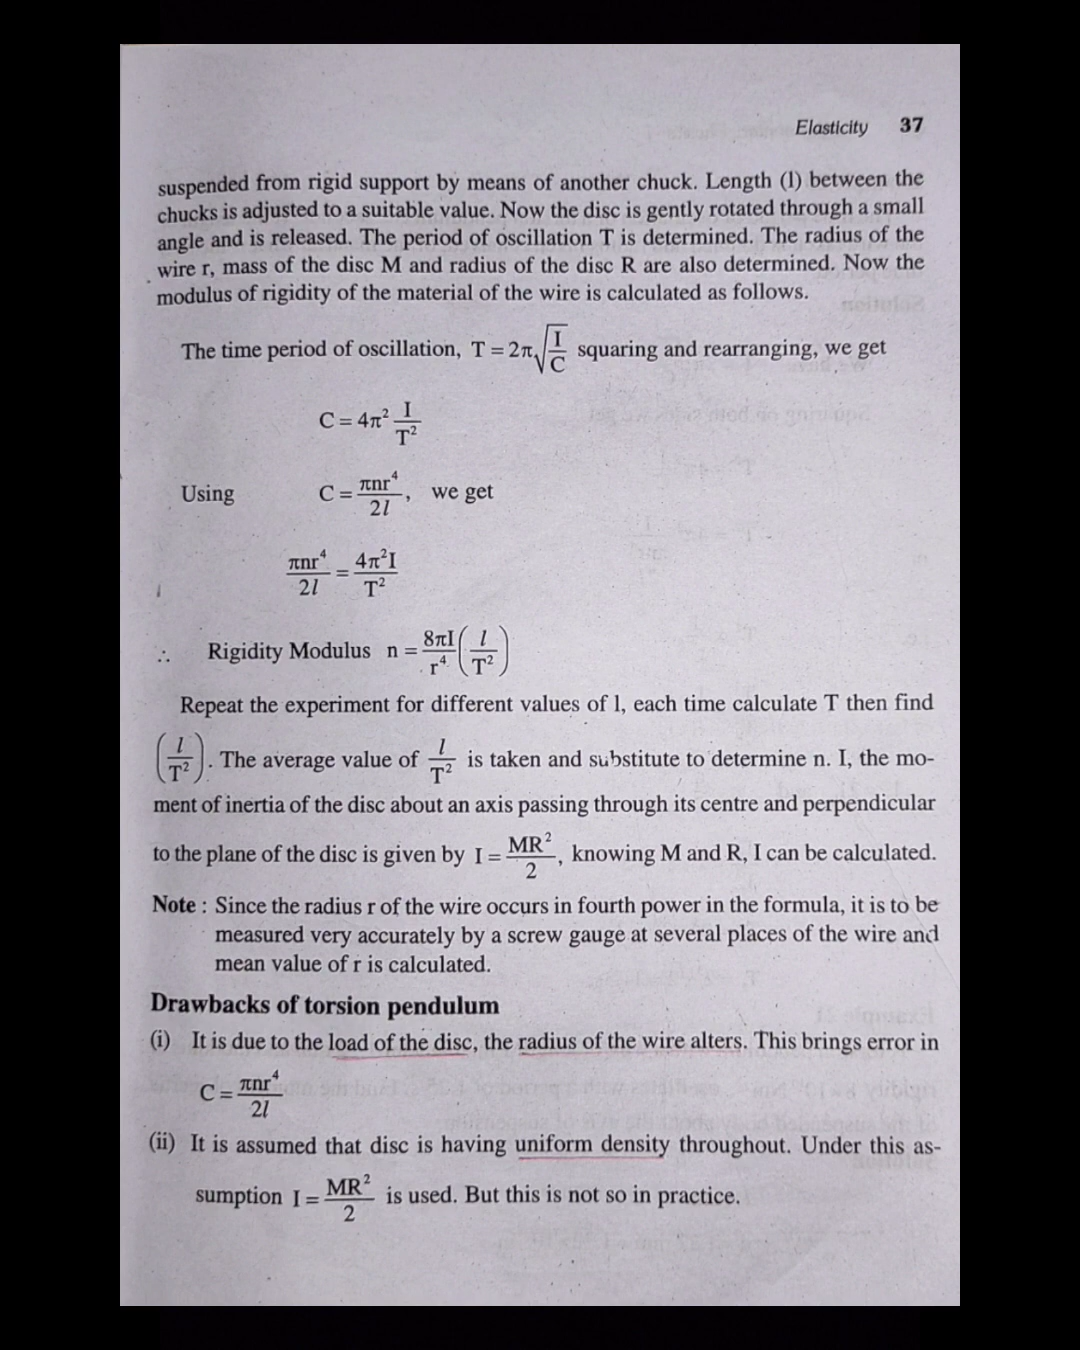 Elasticity 37
suspended from rigid support by means of another chuck. Length (l) between the
chucks is adjusted to a suitable value. Now the disc is gently rotated through a small
angle and is released. The period of oscillation T is determined. The radius of the
wire r, mass of the disc M and radius of the disc R are also determined. Now the
modulus of rigidity of the material of the wire is calculated as follows.
The time period of oscillation, T = 2π√(I/C) squaring and rearranging, we get
C = 4π² I/T²
Using C = πnr⁴/2l, we get
πnr⁴/2l = 4π²I/T²
∴ Rigidity Modulus n = 8πI/r⁴ (l/T²)
Repeat the experiment for different values of l, each time calculate T then find
(l/T²). The average value of l/T² is taken and substitute to determine n. I, the mo-
ment of inertia of the disc about an axis passing through its centre and perpendicular
to the plane of the disc is given by I = MR²/2, knowing M and R, I can be calculated.
Note : Since the radius r of the wire occurs in fourth power in the formula, it is to be
measured very accurately by a screw gauge at several places of the wire and
mean value of r is calculated.
Drawbacks of torsion pendulum
(i) It is due to the load of the disc, the radius of the wire alters. This brings error in
C = πnr⁴/2l
(ii) It is assumed that disc is having uniform density throughout. Under this as-
sumption I = MR²/2 is used. But this is not so in practice.